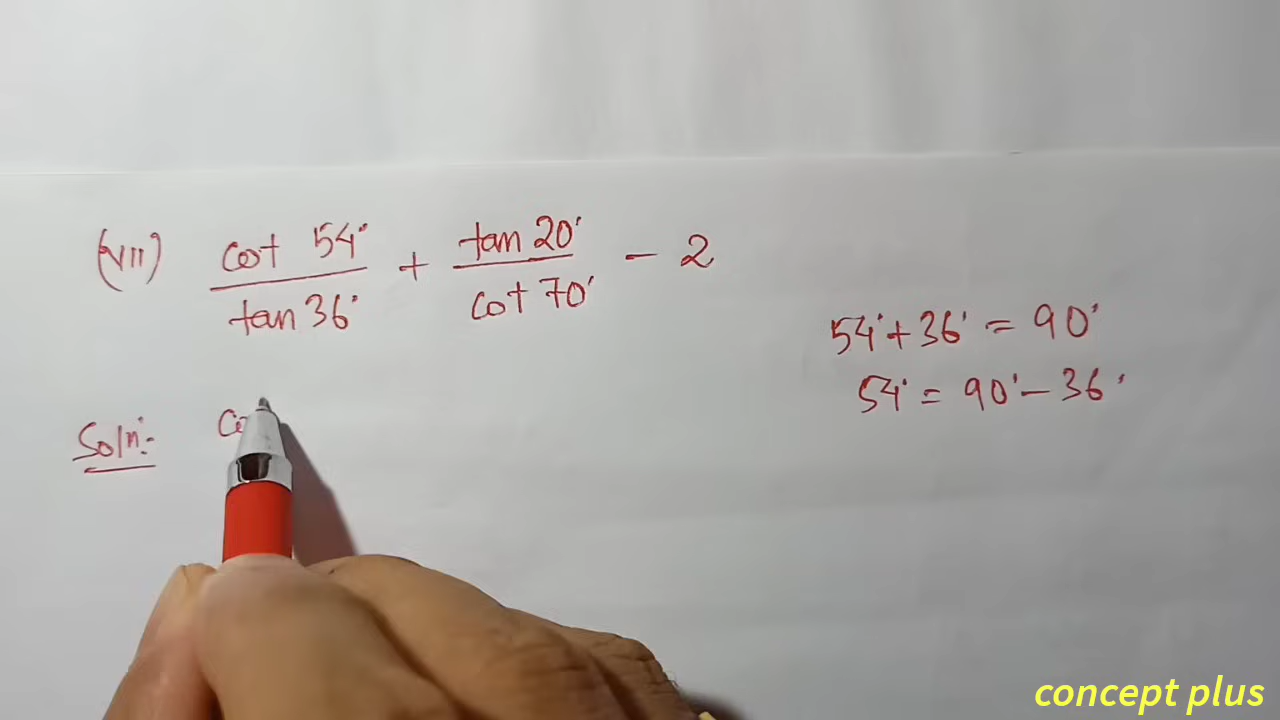 (VII) cot 54° / tan 36° + tan 20° / cot 70° - 2
54° + 36° = 90°
54° = 90° - 36°
Soln:- co
concept plus